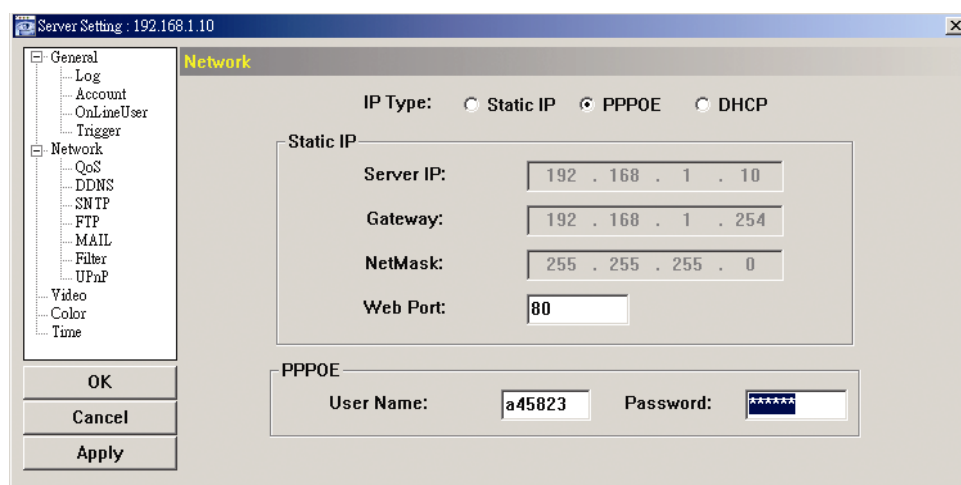 Server Setting : 192.168.1.10
General
Log
Account
OnLineUser
Trigger
Network
QoS
DDNS
SNTP
FTP
MAIL
Filter
UPnP
Video
Color
Time
OK
Cancel
Apply
Network
IP Type: Static IP PPPOE DHCP
Static IP
Server IP: 192 . 168 . 1 . 10
Gateway: 192 . 168 . 1 . 254
NetMask: 255 . 255 . 255 . 0
Web Port: 80
PPPOE
User Name: a45823 Password: ******